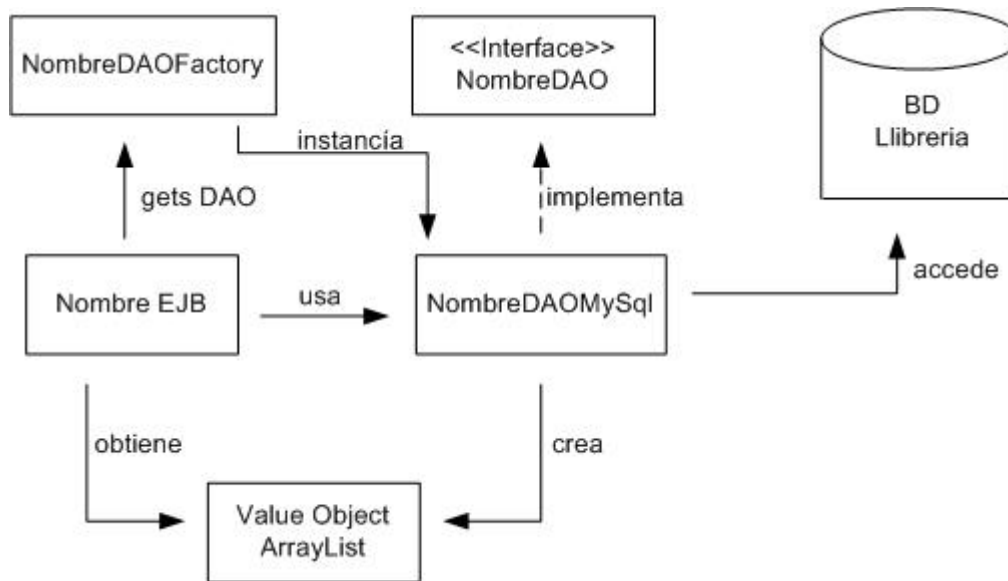 NombreDAOFactory
<<Interface>>
NombreDAO
BD
Llibreria
instancía
gets DAO
implementa
accede
Nombre EJB
usa
NombreDAOMySql
obtiene
crea
Value Object
ArrayList